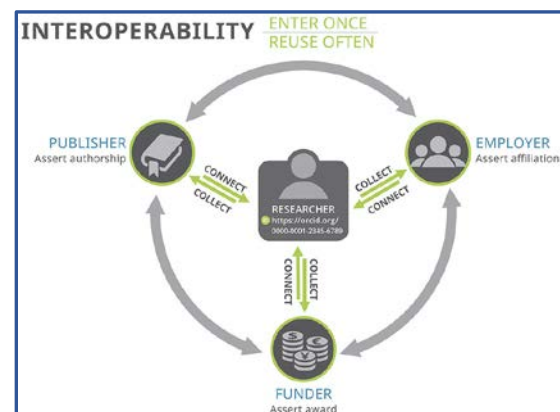 INTEROPERABILITY
ENTER ONCE
REUSE OFTEN
PUBLISHER
Assert authorship
EMPLOYER
Assert affiliation
CONNECT
COLLECT
COLLECT
CONNECT
RESEARCHER
https://orcid.org/
0000-0001-2345-6789
CONNECT
COLLECT
$
€
¥
FUNDER
Assert award